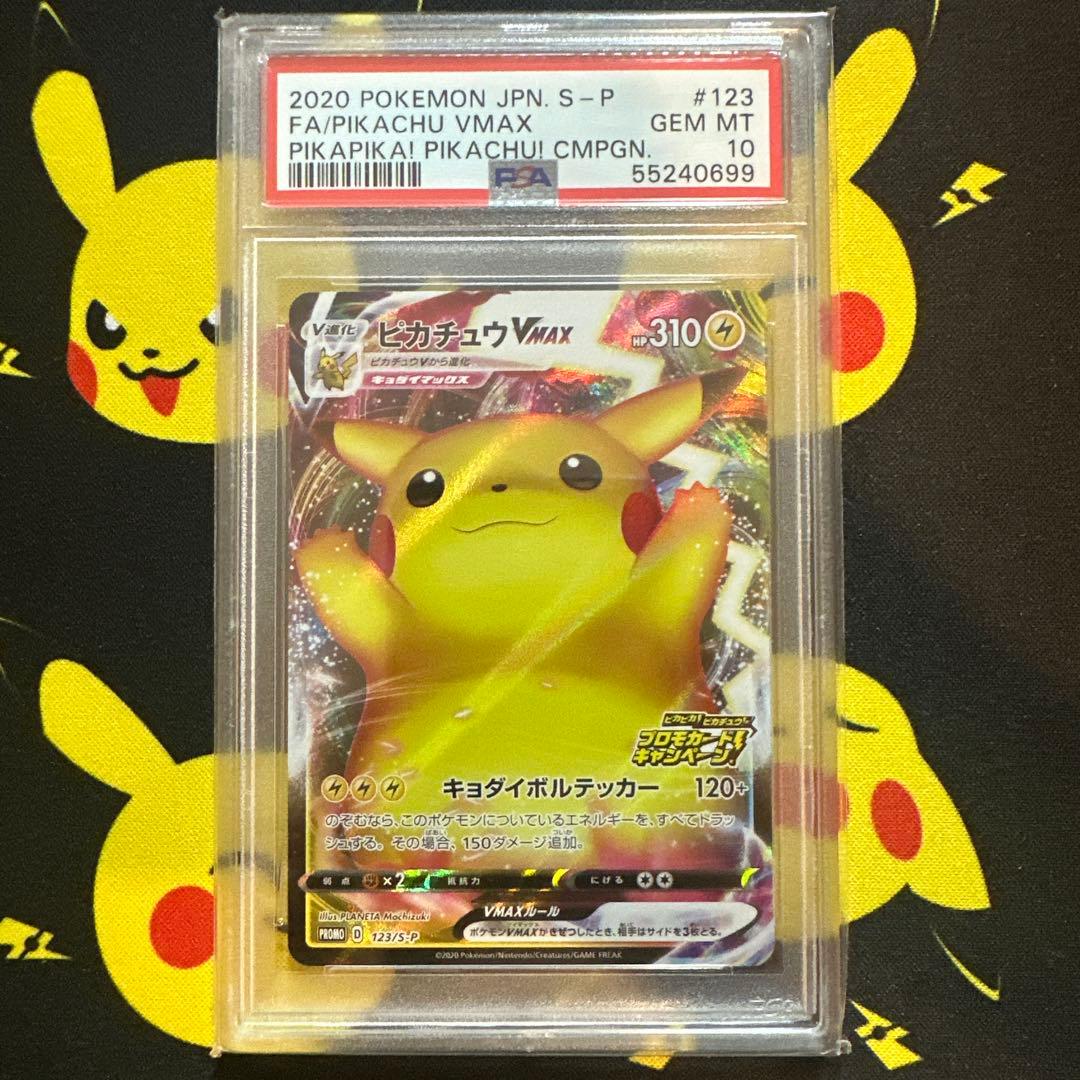 2020 POKEMON JPN. S-P #123
FA/PIKACHU VMAX GEM MT
PIKAPIKA! PIKACHU! CMPGN. 10
PSA 55240699
V進化 ピカチュウVMAX HP310
ピカチュウVから進化
キョダイマックス
ピカピカ! ピカチュウ!
プロモカード
キャンペーン!
キョダイボルテッカー 120+
のぞむなら、このポケモンについているエネルギーを、すべてトラッ
シュする。その場合、150ダメージ追加。
弱点 ×2 抵抗力 にげる
Illus. PLANETA Mochizuki
VMAXルール
ポケモンVMAXがきぜつしたとき、相手はサイドを3枚とる。
PROMO D 123/S-P
©2020 Pokémon/Nintendo/Creatures/GAME FREAK